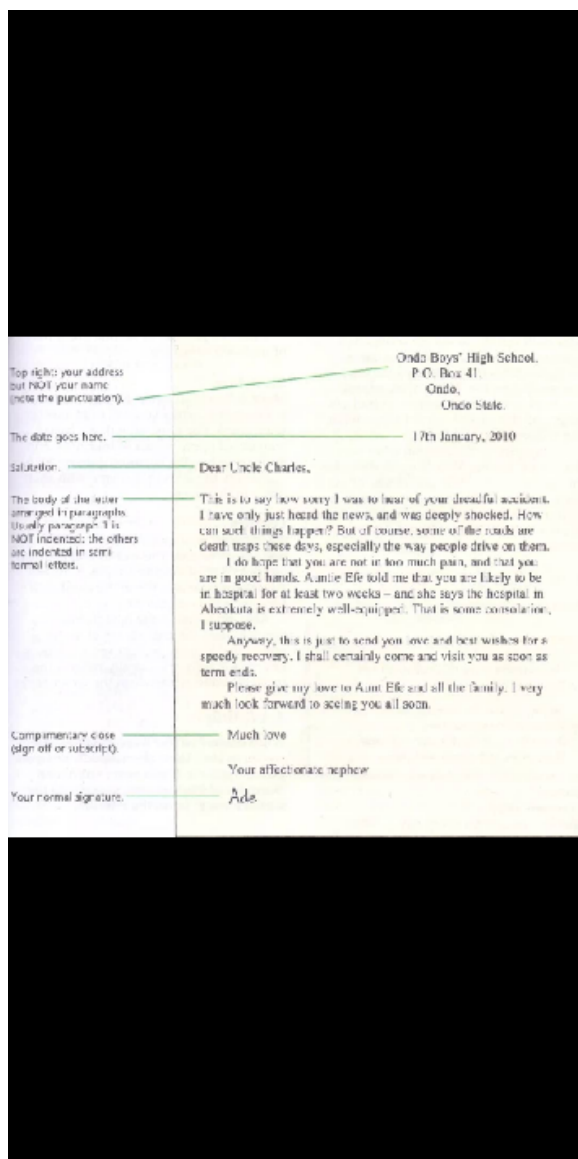 Ondo Boys' High School,
P.O. Box 41,
Ondo,
Ondo State.
Top right: your address
but NOT your name
(note the punctuation).
The date goes here.
17th January, 2010
Salutation.
Dear Uncle Charles,
The body of the letter
arranged in paragraphs.
Usually paragraph 1 is
NOT indented; the others
are indented in semi-
formal letters.
This is to say how sorry I was to hear of your dreadful accident.
I have only just heard the news, and was deeply shocked. How
can such things happen? But of course, some of the roads are
death traps these days, especially the way people drive on them.
I do hope that you are not in too much pain, and that you
are in good hands. Auntie Efe told me that you are likely to be
in hospital for at least two weeks – and she says the hospital in
Abeokuta is extremely well-equipped. That is some consolation,
I suppose.
Anyway, this is just to send you love and best wishes for a
speedy recovery. I shall certainly come and visit you as soon as
term ends.
Please give my love to Aunt Efe and all the family. I very
much look forward to seeing you all soon.
Complimentary close
(sign off or subscript).
Much love
Your affectionate nephew
Your normal signature.
Ade